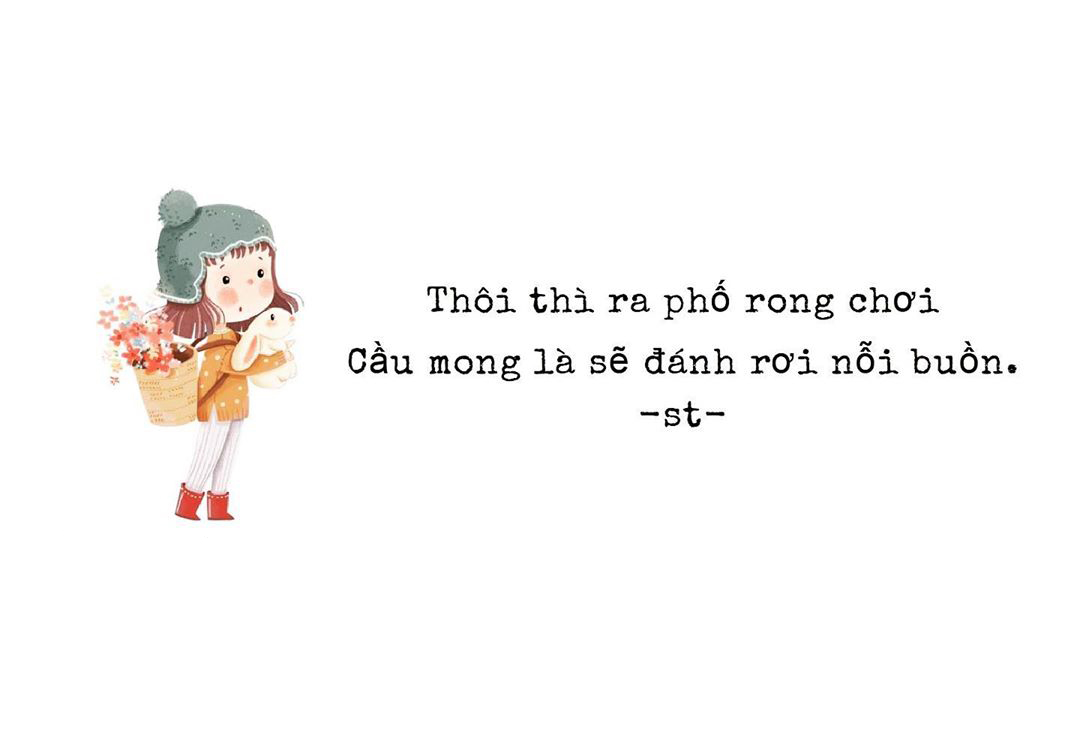 Thôi thì ra phố rong chơi
Cầu mong là sẽ đánh rơi nỗi buồn.
-st-